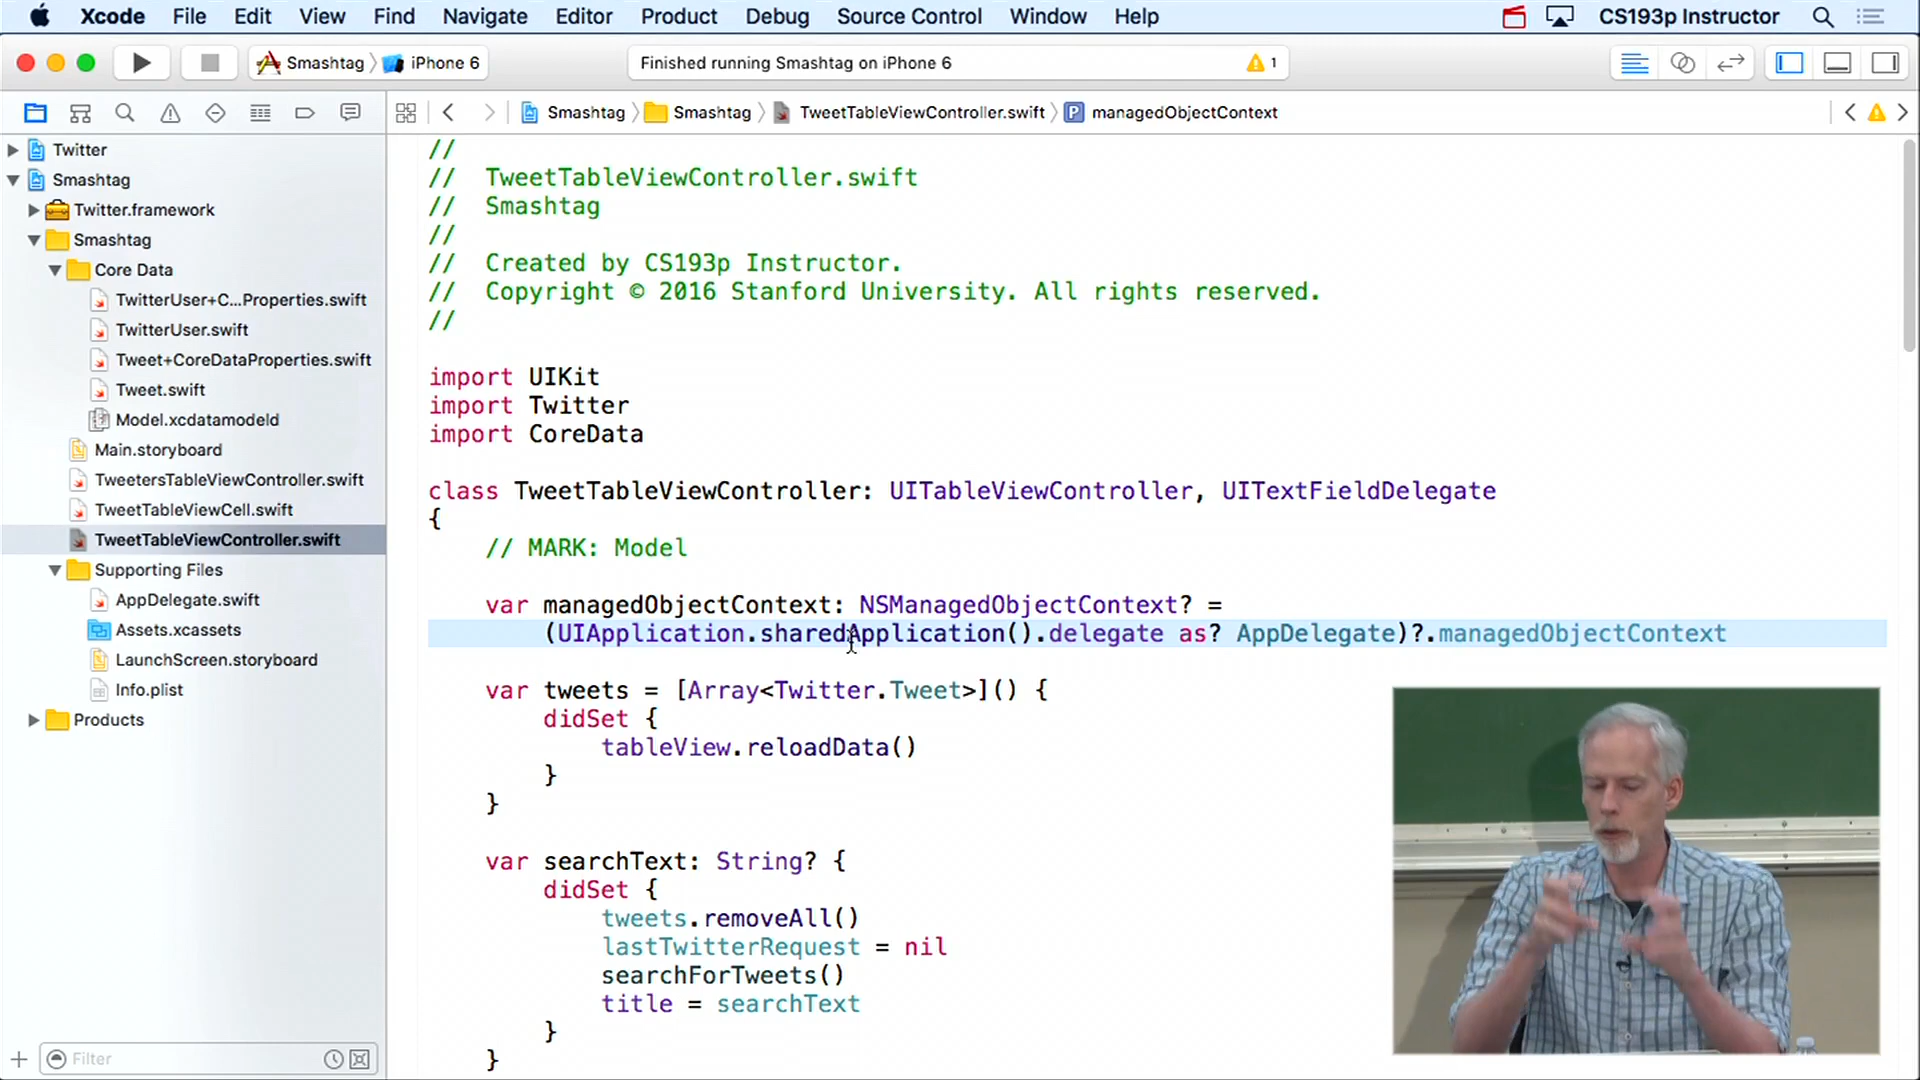 Xcode File Edit View Find Navigate Editor Product Debug Source Control Window Help CS193p Instructor
Smashtag iPhone 6 Finished running Smashtag on iPhone 6 1
Smashtag Smashtag TweetTableViewController.swift P managedObjectContext
Twitter
Smashtag
Twitter.framework
Smashtag
Core Data
TwitterUser+C...Properties.swift
TwitterUser.swift
Tweet+CoreDataProperties.swift
Tweet.swift
Model.xcdatamodeld
Main.storyboard
TweetersTableViewController.swift
TweetTableViewCell.swift
TweetTableViewController.swift
Supporting Files
AppDelegate.swift
Assets.xcassets
LaunchScreen.storyboard
Info.plist
Products
Filter
//
// TweetTableViewController.swift
// Smashtag
//
// Created by CS193p Instructor.
// Copyright © 2016 Stanford University. All rights reserved.
//
import UIKit
import Twitter
import CoreData
class TweetTableViewController: UITableViewController, UITextFieldDelegate
{
// MARK: Model
var managedObjectContext: NSManagedObjectContext? =
(UIApplication.sharedApplication().delegate as? AppDelegate)?.managedObjectContext
var tweets = [Array<Twitter.Tweet>]() {
didSet {
tableView.reloadData()
}
}
var searchText: String? {
didSet {
tweets.removeAll()
lastTwitterRequest = nil
searchForTweets()
title = searchText
}
}